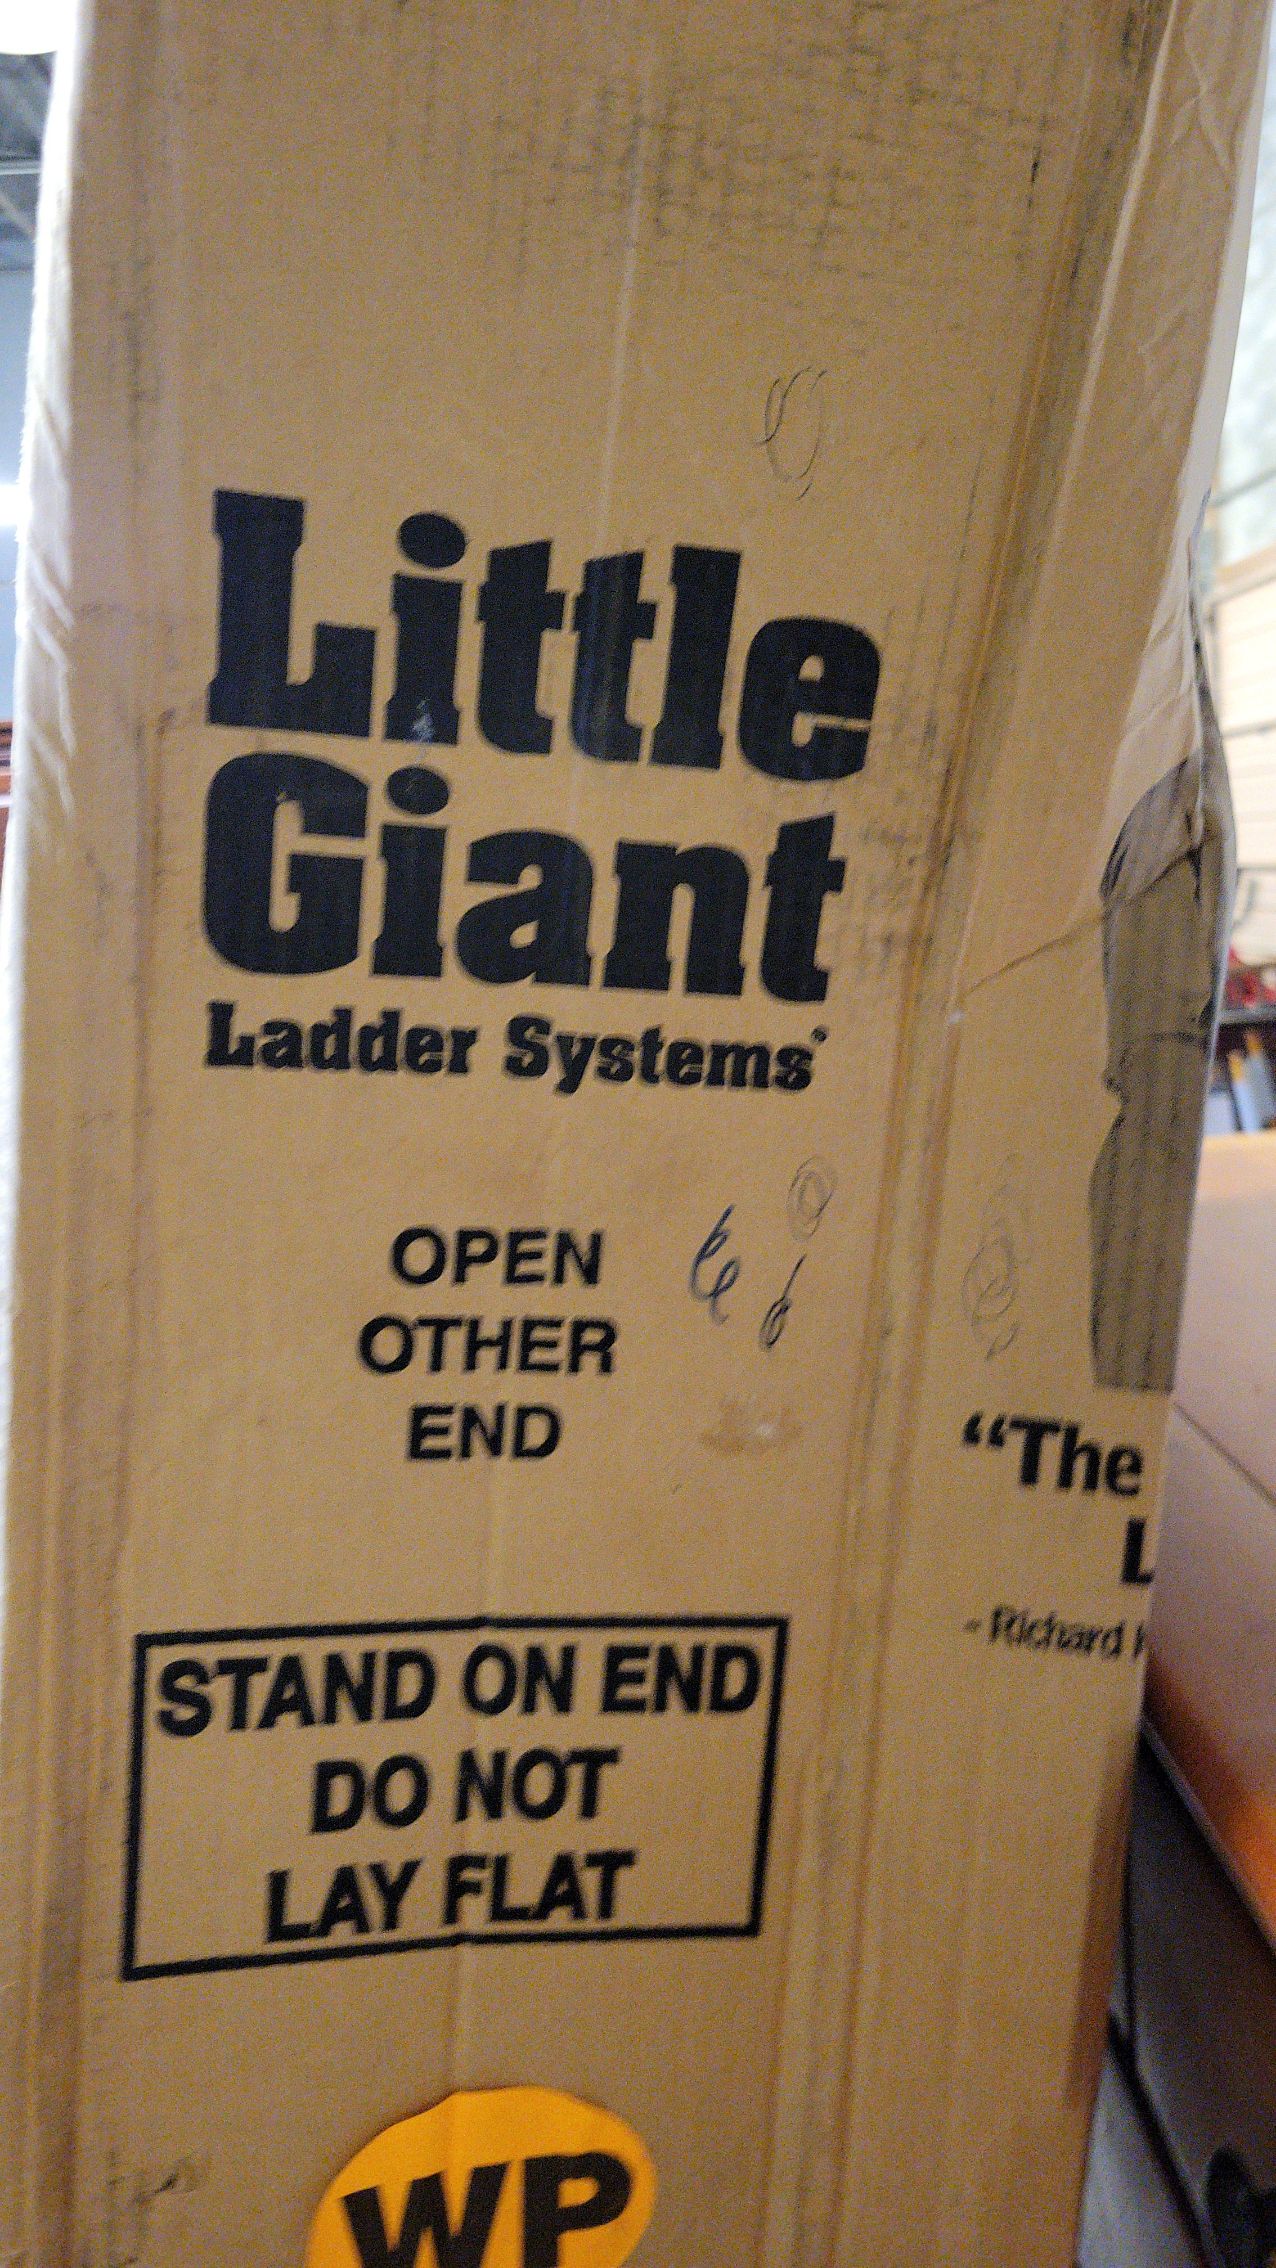 Little
Giant
Ladder Systems
OPEN
OTHER
END
STAND ON END
DO NOT
LAY FLAT
WP
“The
- Richard